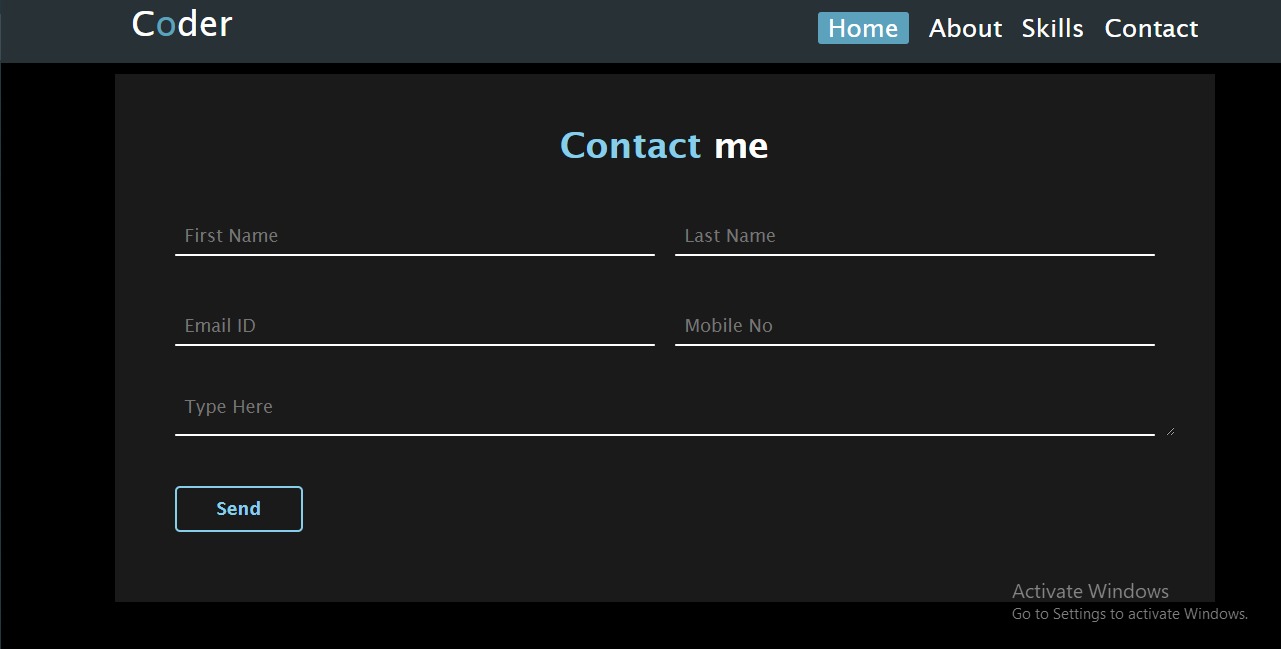 Coder
Home About Skills Contact
Contact me
First Name
Last Name
Email ID
Mobile No
Type Here
Send
Activate Windows
Go to Settings to activate Windows.